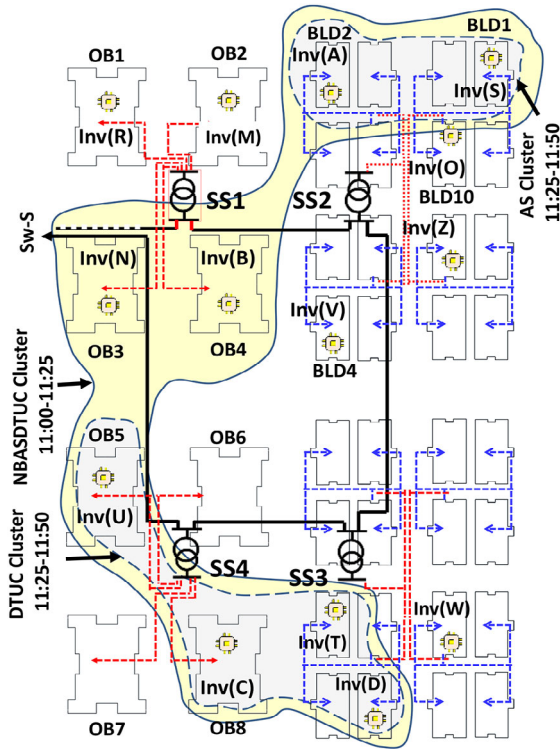 BLD2
BLD1
OB1
OB2
Inv(A)
Inv(S)
Inv(R)
Inv(M)
Inv(O)
AS Cluster
11:25-11:50
SS1
SS2
BLD10
Sw-S
Inv(N)
Inv(B)
Inv(Z)
Inv(V)
OB3
OB4
BLD4
NBASDTUC Cluster
11:00-11:25
OB5
OB6
Inv(U)
DTUC Cluster
11:25-11:50
SS4
SS3
Inv(T)
Inv(W)
Inv(C)
Inv(D)
OB7
OB8